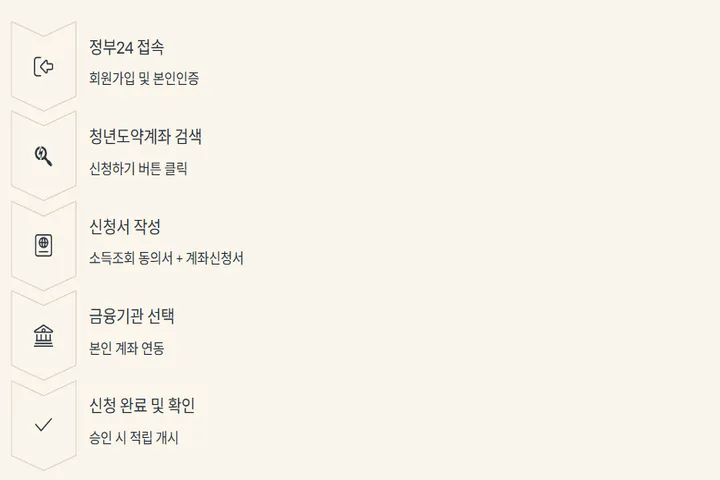 정부24 접속
회원가입 및 본인인증
청년도약계좌 검색
신청하기 버튼 클릭
신청서 작성
소득조회 동의서 + 계좌신청서
금융기관 선택
본인 계좌 연동
신청 완료 및 확인
승인 시 적립 개시